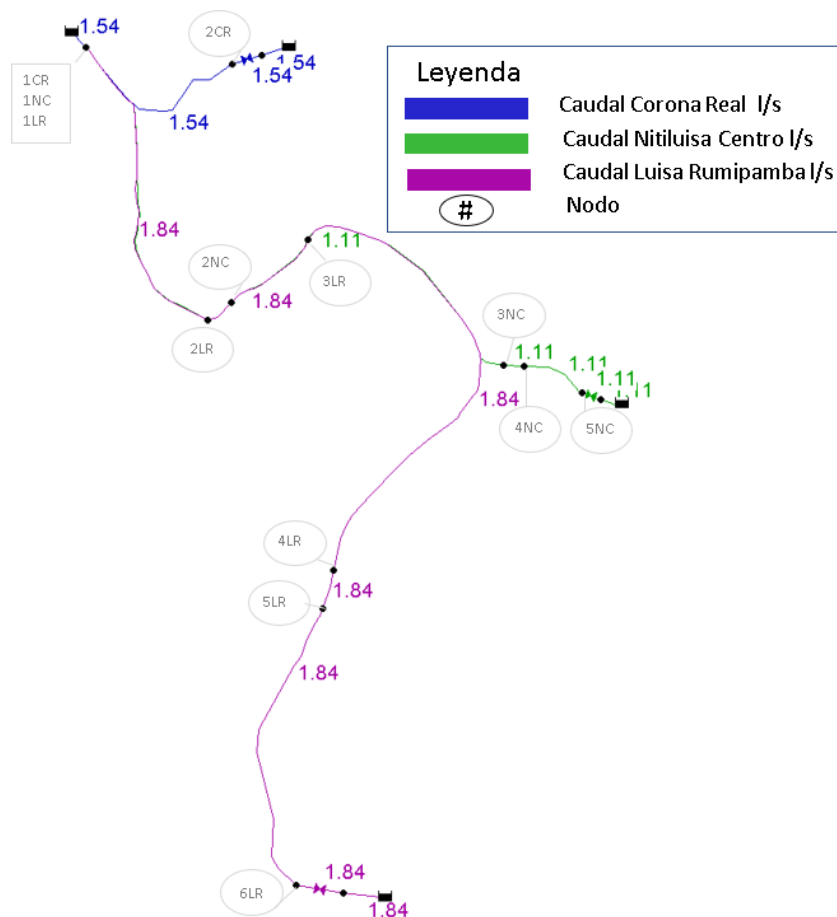 1.54
2CR
1.54
1.54
1CR
1NC
1LR
1.54
Leyenda
Caudal Corona Real l/s
Caudal Nitiluisa Centro l/s
Caudal Luisa Rumipamba l/s
# Nodo
1.84
2NC
1.11
3LR
1.84
2LR
3NC
1.11
1.11
1.11
1.11
1.84
4NC
5NC
4LR
1.84
5LR
1.84
1.84
6LR
1.84